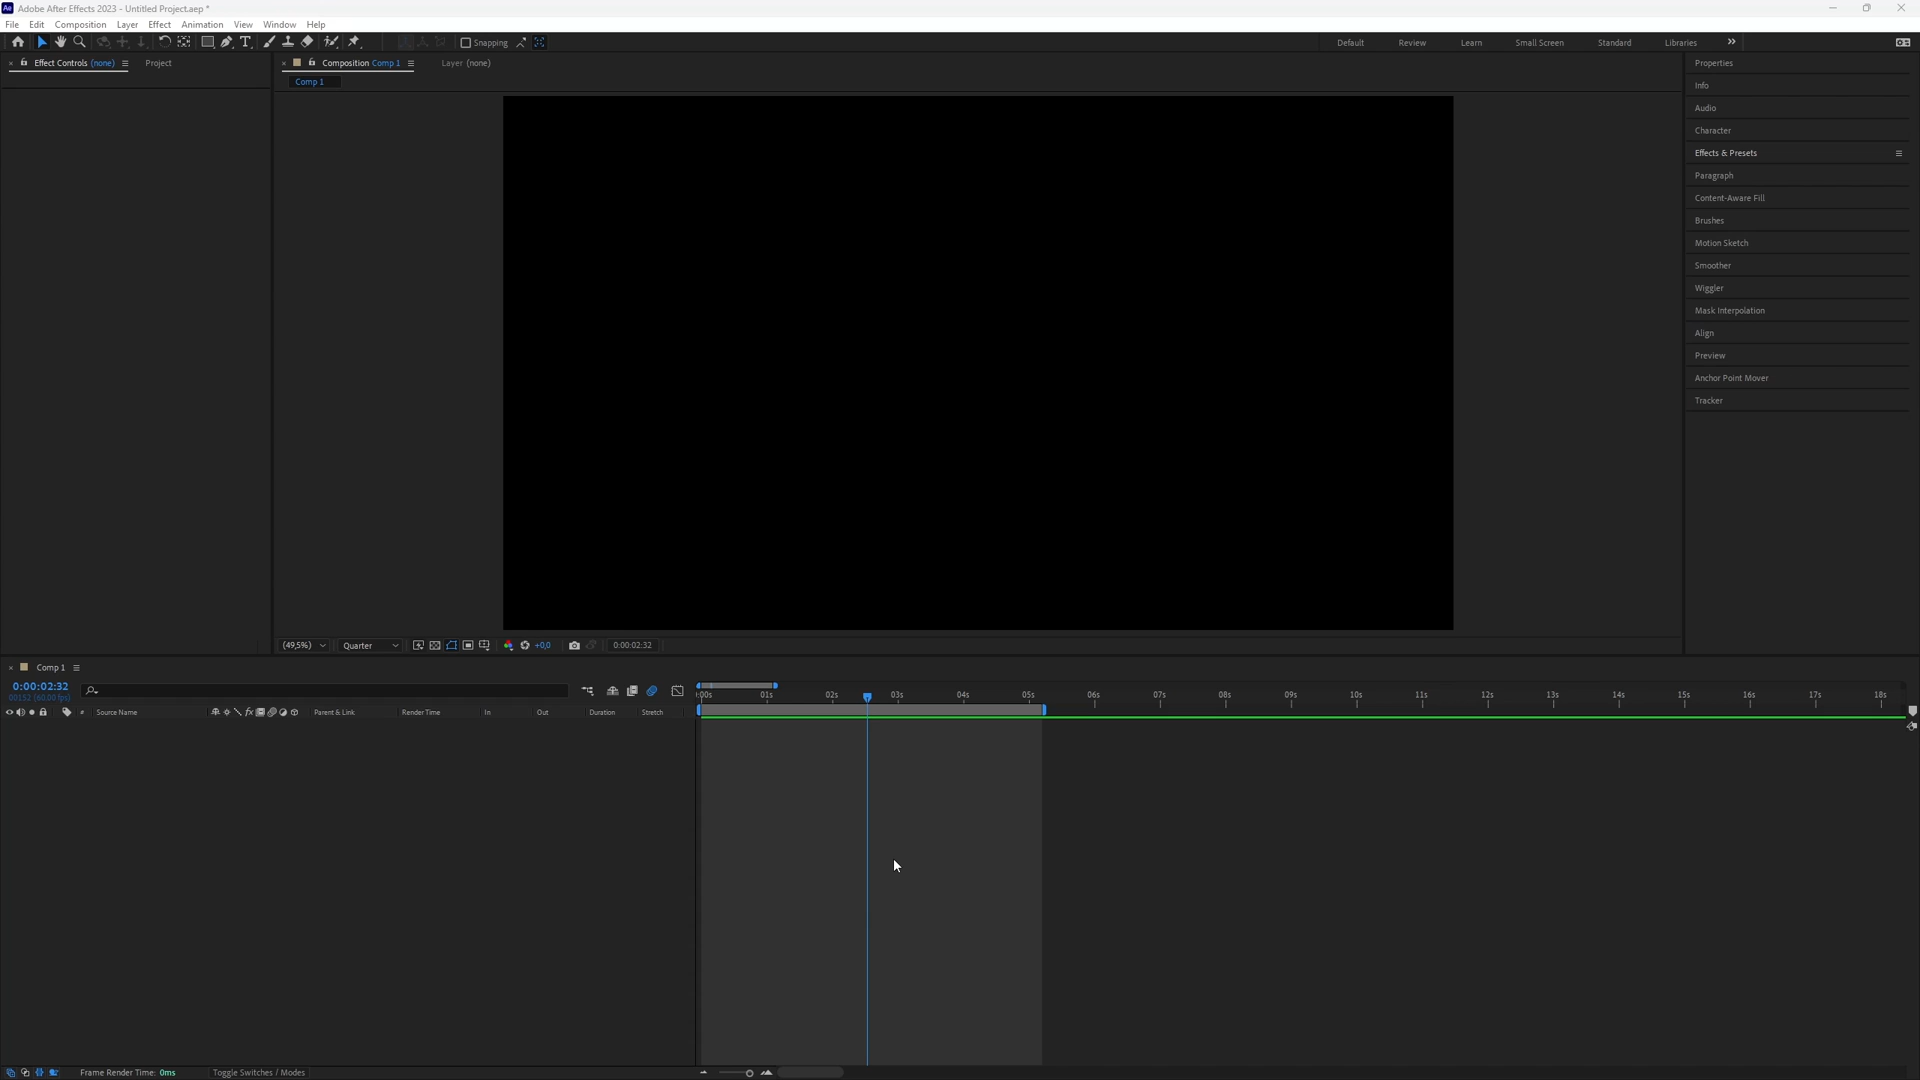 Adobe After Effects 2023 - Untitled Project.aep *
File Edit Composition Layer Effect Animation View Window Help
Snapping
Default Review Learn Small Screen Standard Libraries
Effect Controls (none)
Project
Composition Comp 1
Layer (none)
Comp 1
Properties
Info
Audio
Character
Effects & Presets
Paragraph
Content-Aware Fill
Brushes
Motion Sketch
Smoother
Wiggler
Mask Interpolation
Align
Preview
Anchor Point Mover
Tracker
(49,5%) Quarter +0,0 0:00:02:32
Comp 1
0:00:02:32
00152 (60.00 fps)
:00s 01s 02s 03s 04s 05s 06s 07s 08s 09s 10s 11s 12s 13s 14s 15s 16s 17s 18s
# Source Name Parent & Link Render Time In Out Duration Stretch
Frame Render Time: 0ms Toggle Switches / Modes